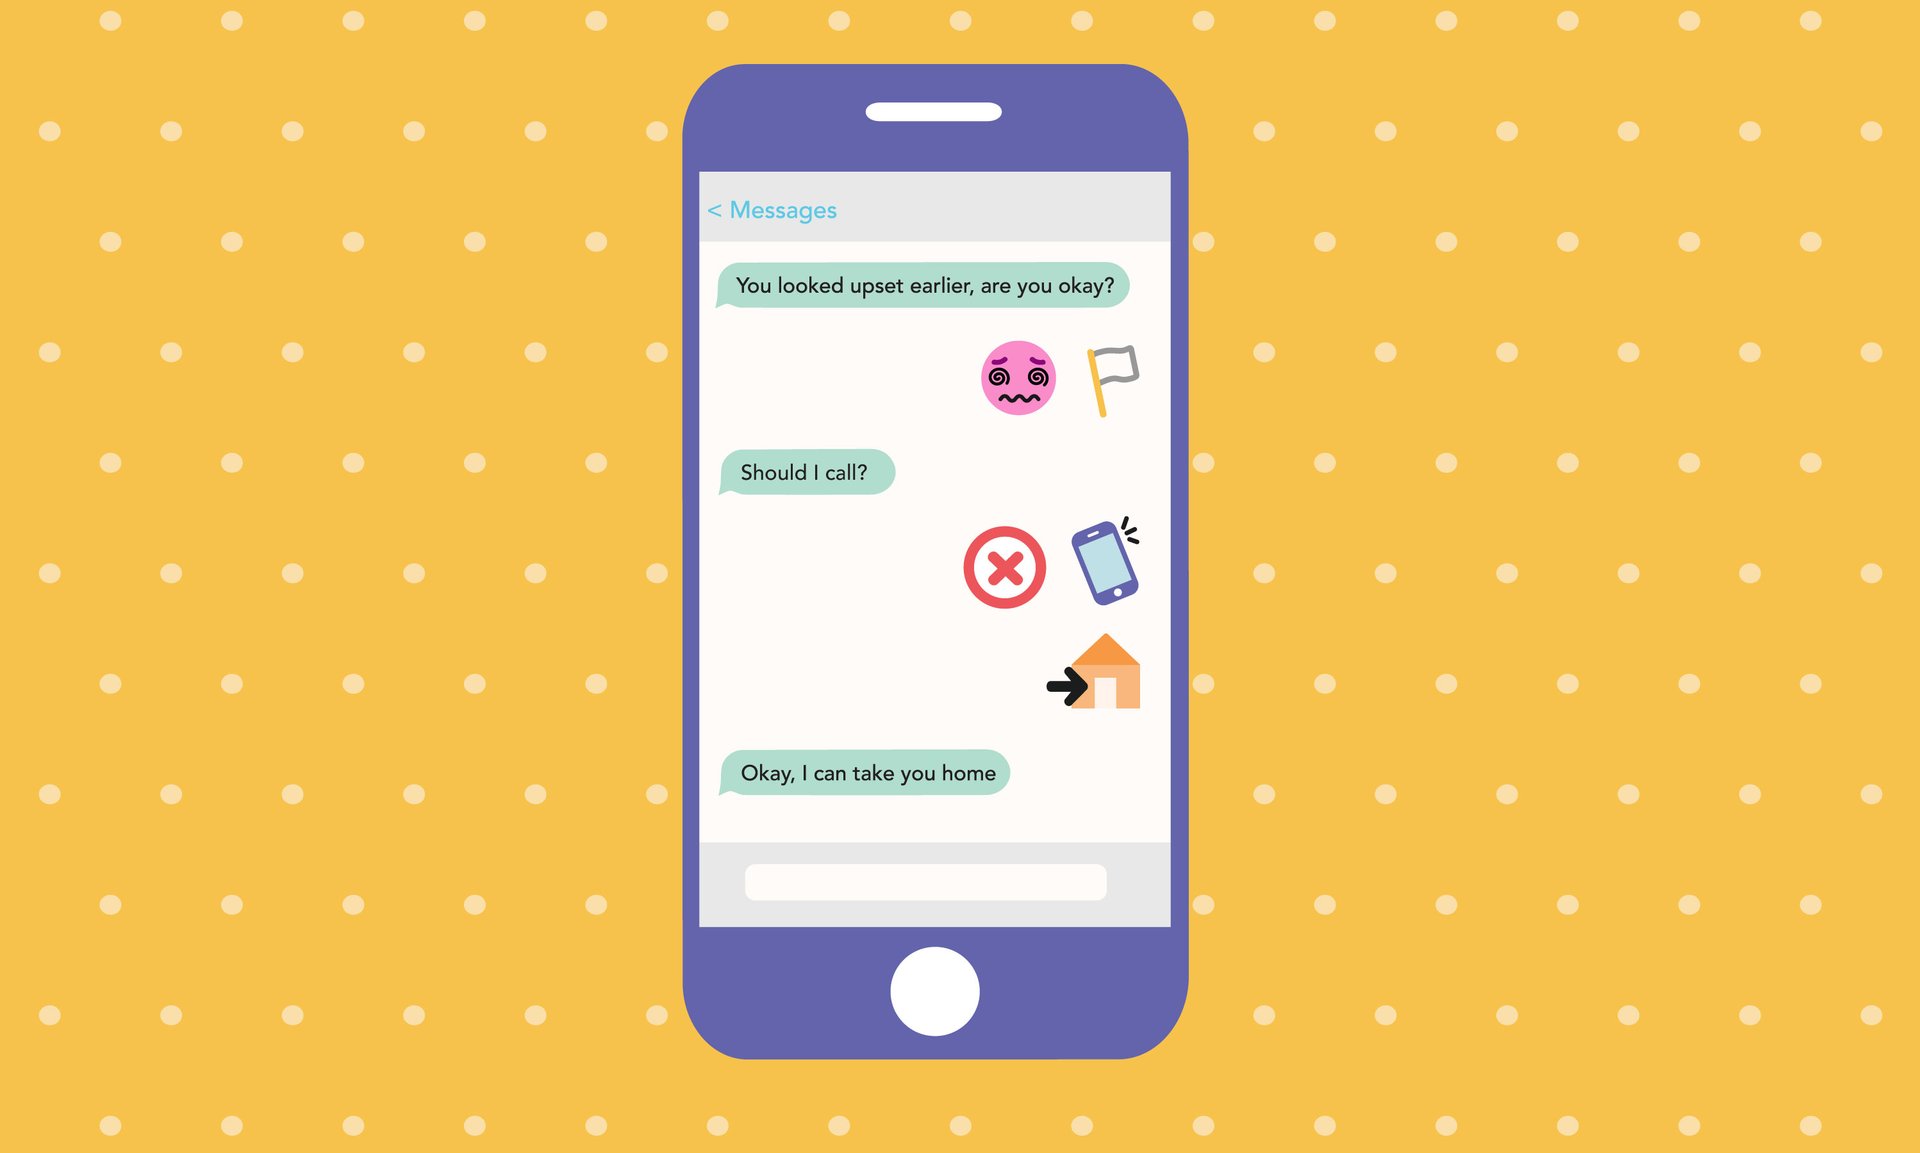 < Messages
You looked upset earlier, are you okay?
Should I call?
Okay, I can take you home